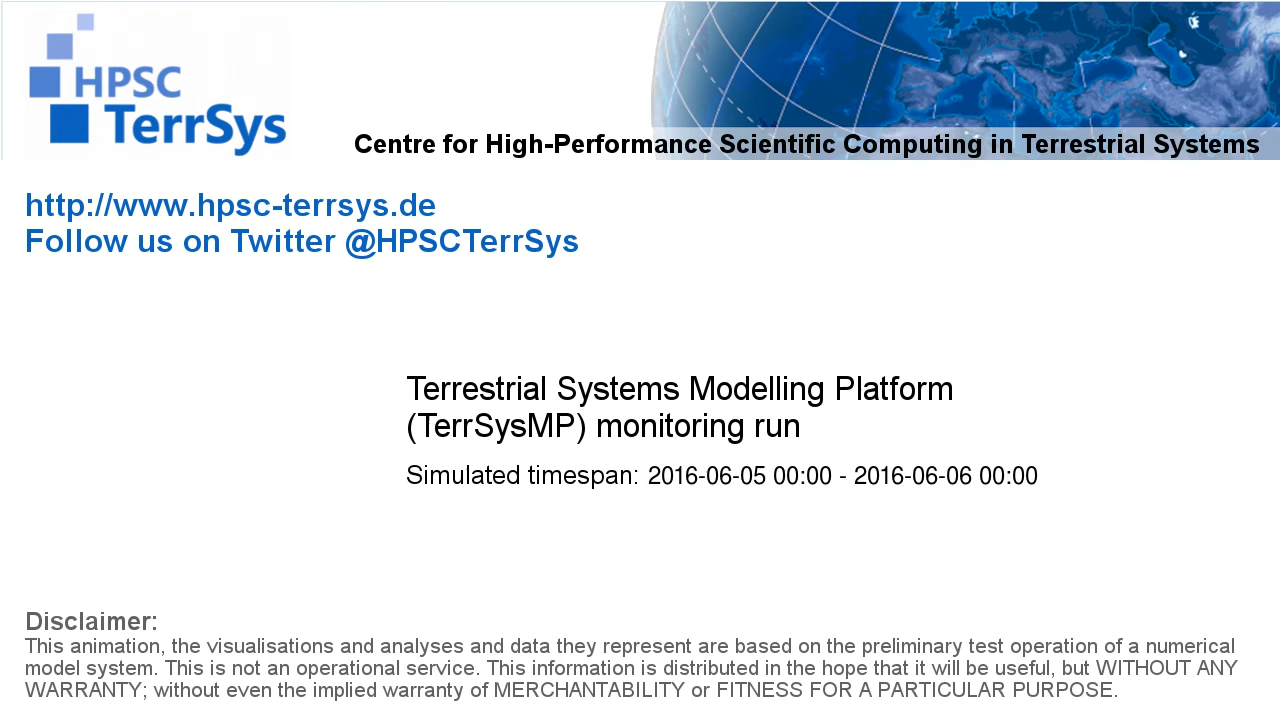 HPSC
TerrSys
Centre for High-Performance Scientific Computing in Terrestrial Systems
http://www.hpsc-terrsys.de
Follow us on Twitter @HPSCTerrSys
Terrestrial Systems Modelling Platform
(TerrSysMP) monitoring run
Simulated timespan: 2016-06-05 00:00 - 2016-06-06 00:00
Disclaimer:
This animation, the visualisations and analyses and data they represent are based on the preliminary test operation of a numerical
model system. This is not an operational service. This information is distributed in the hope that it will be useful, but WITHOUT ANY
WARRANTY; without even the implied warranty of MERCHANTABILITY or FITNESS FOR A PARTICULAR PURPOSE.